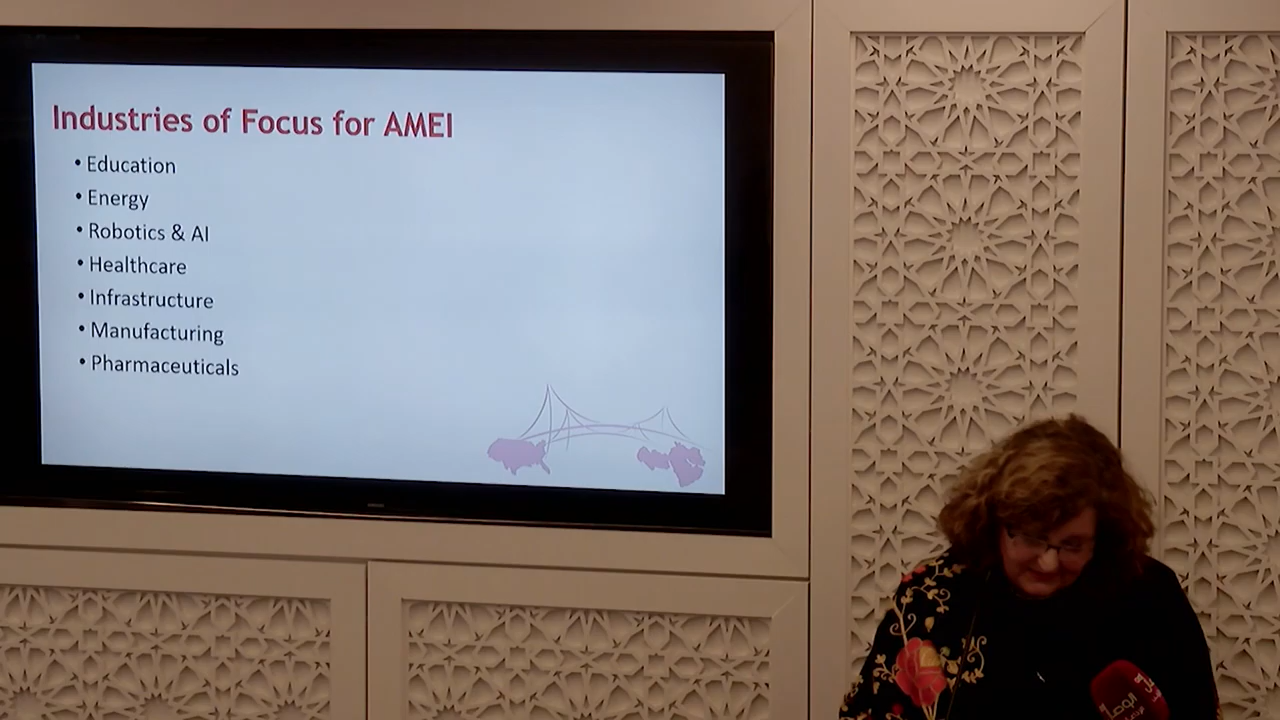 Industries of Focus for AMEI
• Education
• Energy
• Robotics & AI
• Healthcare
• Infrastructure
• Manufacturing
• Pharmaceuticals